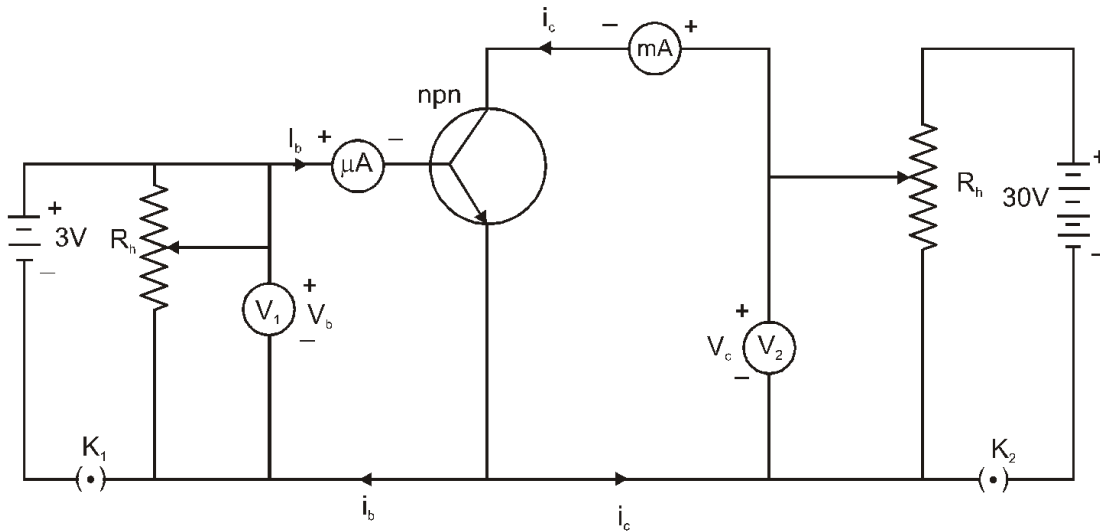 i_c
− mA +
npn
I_b
+ μA −
+
3V
−
R_h
V_1
+
V_b
−
+
V_c V_2
−
R_h
30V
+
−
K_1
(•)
i_b
i_c
K_2
(•)